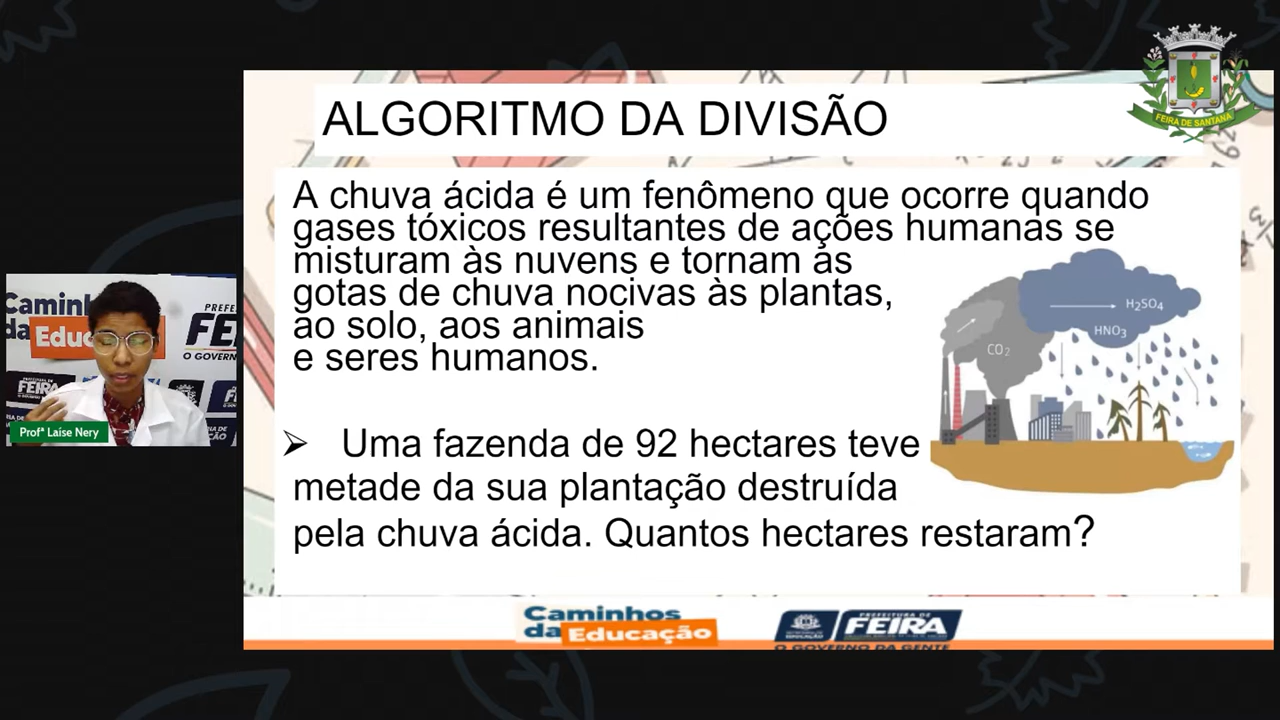 FEIRA DE SANTANA
ALGORITMO DA DIVISÃO
A chuva ácida é um fenômeno que ocorre quando
gases tóxicos resultantes de ações humanas se
misturam às nuvens e tornam as
gotas de chuva nocivas às plantas,
ao solo, aos animais
e seres humanos.
H₂SO₄
HNO₃
CO₂
➢ Uma fazenda de 92 hectares teve
metade da sua plantação destruída
pela chuva ácida. Quantos hectares restaram?
Profª Laíse Nery
Caminhos
da Educação
PREFEITURA DE
FEIRA
O GOVERNO DA GENTE